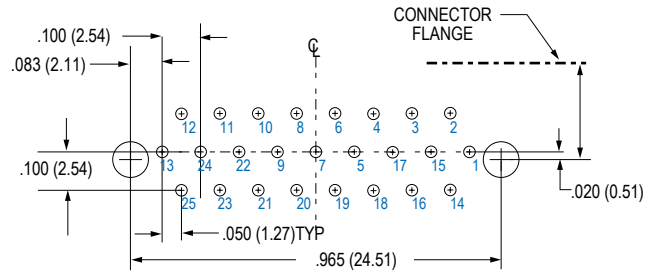 CONNECTOR
FLANGE
.100 (2.54)
℄
.083 (2.11)
12 11 10 8 6 4 3 2
13 24 22 9 7 5 17 15 1
.100 (2.54)
.020 (0.51)
25 23 21 20 19 18 16 14
.050 (1.27)TYP
.965 (24.51)